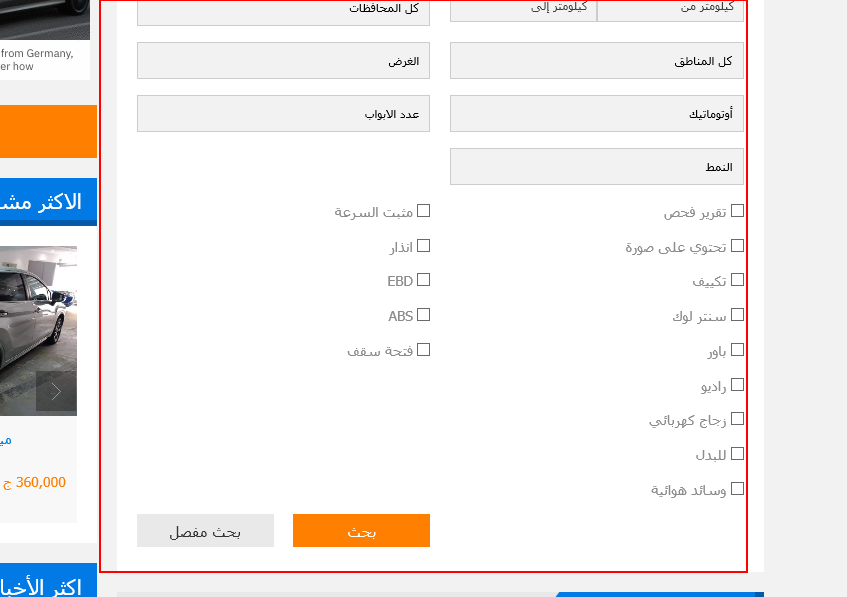 كيلومتر من
كيلومتر إلى
كل المحافظات
كل المناطق
الغرض
أوتوماتيك
عدد الابواب
النمط
تقرير فحص
مثبت السرعة
تحتوي على صورة
انذار
تكييف
EBD
سنتر لوك
ABS
باور
فتحة سقف
راديو
زجاج كهربائي
للبدل
وسائد هوائية
بحث
بحث مفصل
from Germany,
er how
الاكثر مش
360,000 ج
اكثر الأخبا